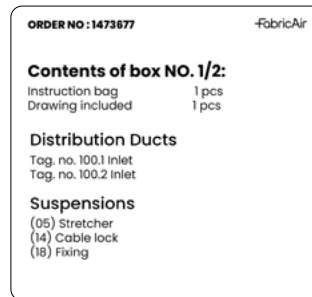 ORDER NO : 1473677 FabricAir
Contents of box NO. 1/2:
Instruction bag 1 pcs
Drawing included 1 pcs
Distribution Ducts
Tag. no. 100.1 Inlet
Tag. no. 100.2 Inlet
Suspensions
(05) Stretcher
(14) Cable lock
(18) Fixing